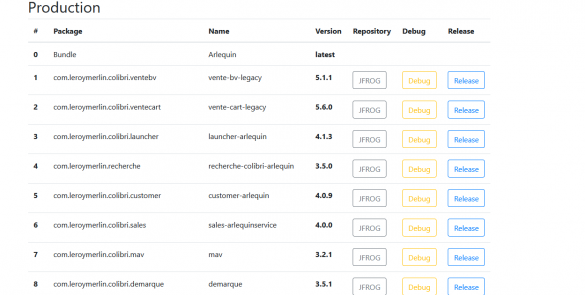 Production
# Package Name Version Repository Debug Release
0 Bundle Arlequin latest
1 com.leroymerlin.colibri.ventebv vente-bv-legacy 5.1.1 JFROG Debug Release
2 com.leroymerlin.colibri.ventecart vente-cart-legacy 5.6.0 JFROG Debug Release
3 com.leroymerlin.colibri.launcher launcher-arlequin 4.1.3 JFROG Debug Release
4 com.leroymerlin.recherche recherche-colibri-arlequin 3.5.0 JFROG Debug Release
5 com.leroymerlin.colibri.customer customer-arlequin 4.0.9 JFROG Debug Release
6 com.leroymerlin.colibri.sales sales-arlequinservice 4.0.0 JFROG Debug Release
7 com.leroymerlin.colibri.mav mav 3.2.1 JFROG Debug Release
8 com.leroymerlin.colibri.demarque demarque 3.5.1 JFROG Debug Release